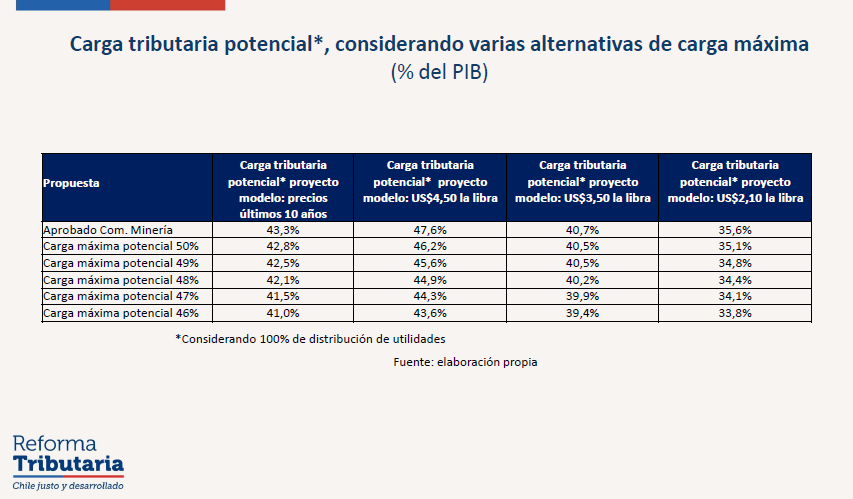 Carga tributaria potencial*, considerando varias alternativas de carga máxima
(% del PIB)
Propuesta
Carga tributaria
potencial* proyecto
modelo: precios
últimos 10 años
Carga tributaria
potencial* proyecto
modelo: US$4,50 la libra
Carga tributaria
potencial* proyecto
modelo: US$3,50 la libra
Carga tributaria
potencial* proyecto
modelo: US$2,10 la libra
Aprobado Com. Minería 43,3% 47,6% 40,7% 35,6%
Carga máxima potencial 50% 42,8% 46,2% 40,5% 35,1%
Carga máxima potencial 49% 42,5% 45,6% 40,5% 34,8%
Carga máxima potencial 48% 42,1% 44,9% 40,2% 34,4%
Carga máxima potencial 47% 41,5% 44,3% 39,9% 34,1%
Carga máxima potencial 46% 41,0% 43,6% 39,4% 33,8%
*Considerando 100% de distribución de utilidades
Fuente: elaboración propia
Reforma
Tributaria
Chile justo y desarrollado